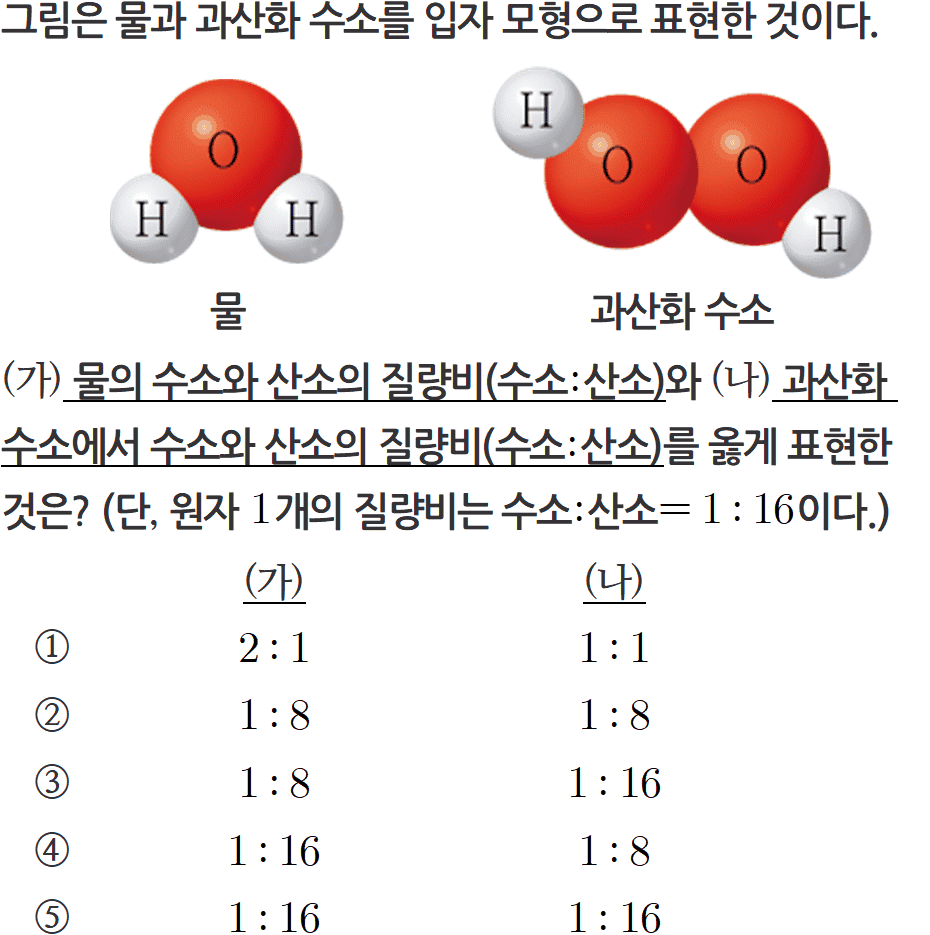 그림은 물과 과산화 수소를 입자 모형으로 표현한 것이다.
O
H H
물
H
O O
H
과산화 수소
(가) 물의 수소와 산소의 질량비(수소:산소)와 (나) 과산화
수소에서 수소와 산소의 질량비(수소:산소)를 옳게 표현한
것은? (단, 원자 1개의 질량비는 수소:산소= 1 : 16이다.)
(가) (나)
① 2 : 1 1 : 1
② 1 : 8 1 : 8
③ 1 : 8 1 : 16
④ 1 : 16 1 : 8
⑤ 1 : 16 1 : 16